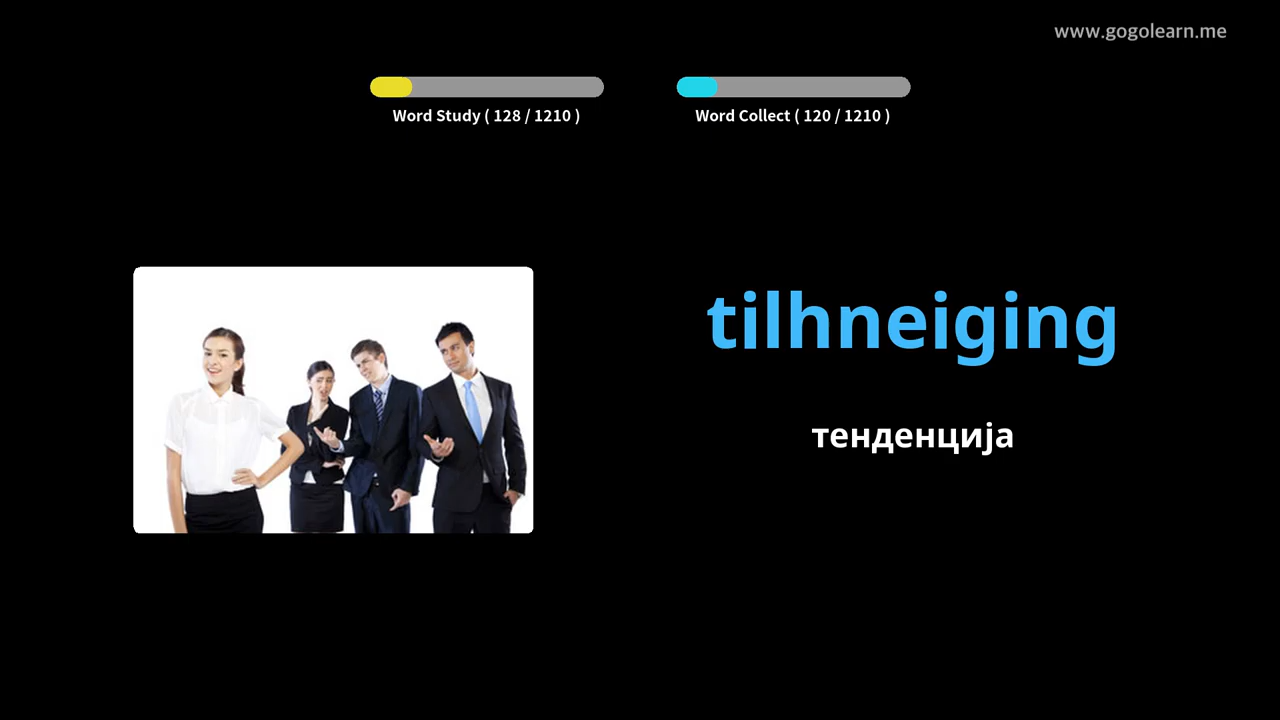 www.gogolearn.me
Word Study ( 128 / 1210 )
Word Collect ( 120 / 1210 )
tilhneiging
тенденција